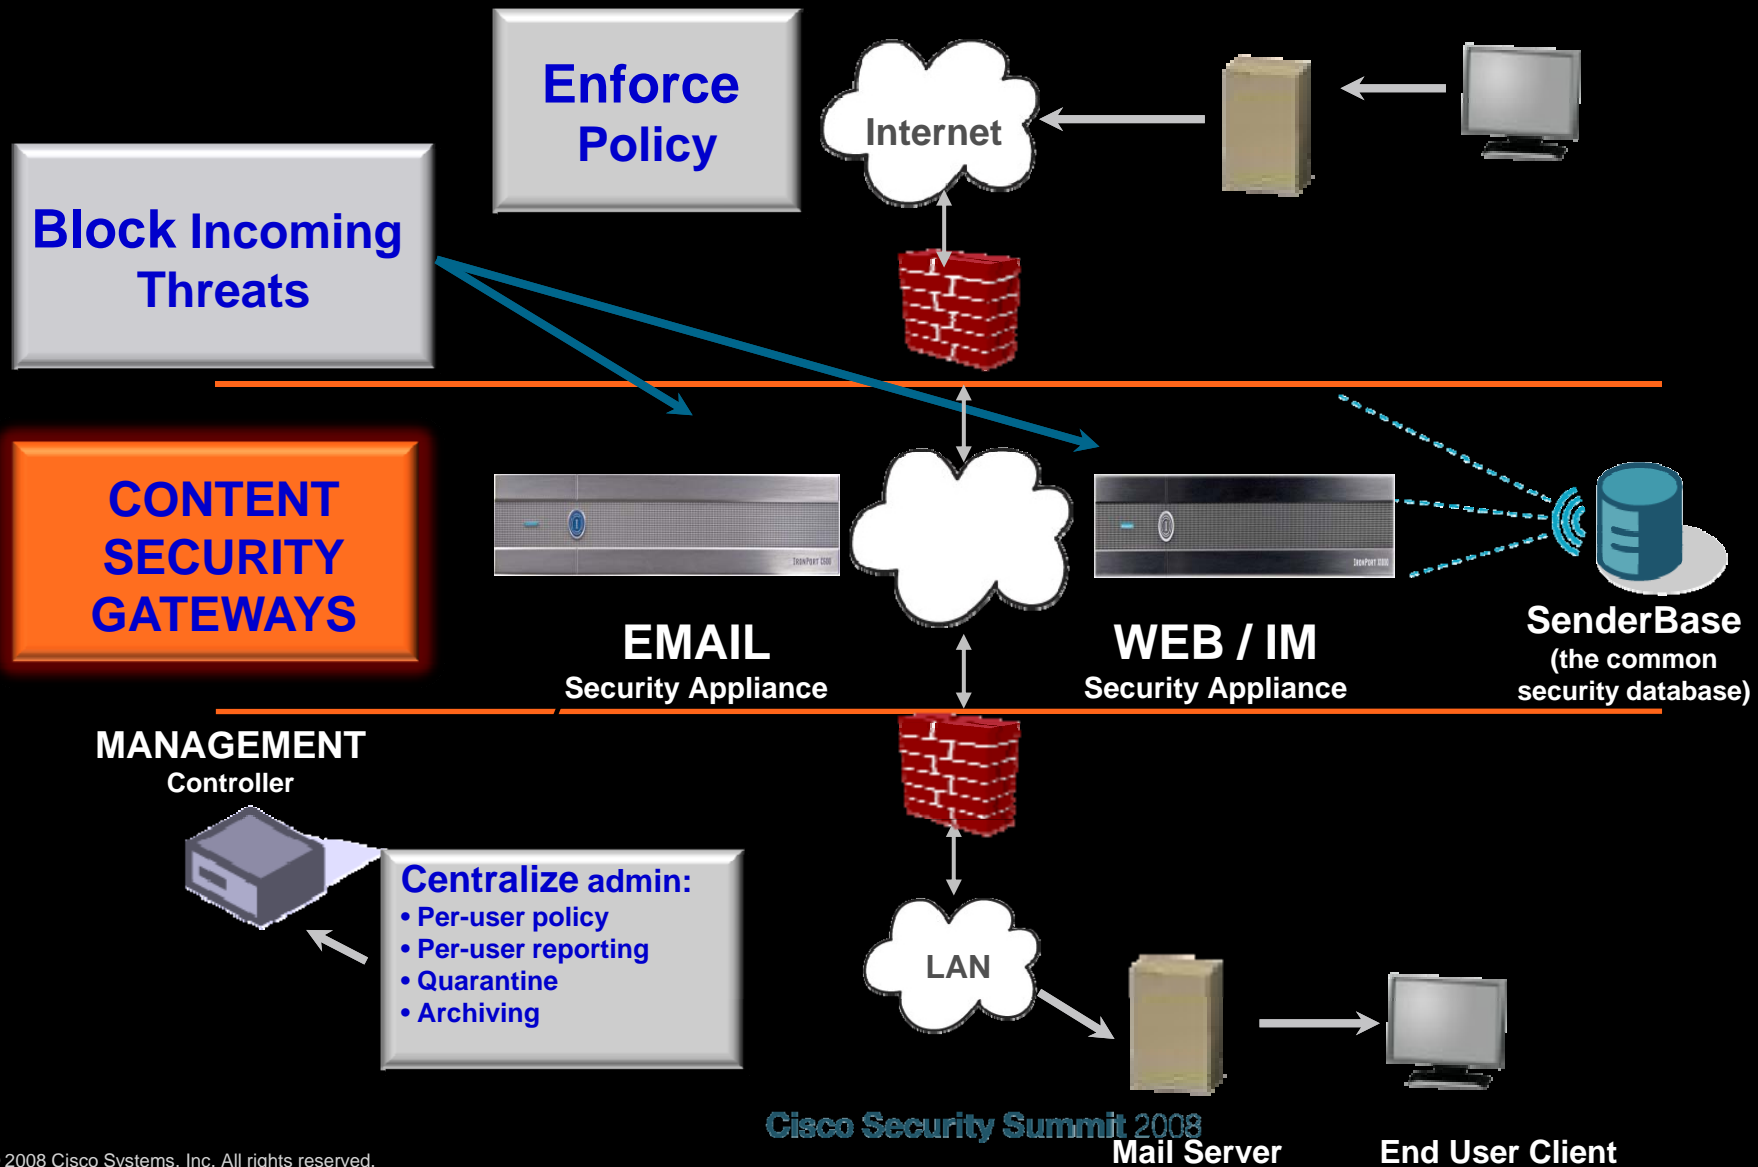 Enforce
Policy
Internet
Block Incoming
Threats
CONTENT
SECURITY
GATEWAYS
EMAIL
Security Appliance
WEB / IM
Security Appliance
SenderBase
(the common
security database)
MANAGEMENT
Controller
Centralize admin:
• Per-user policy
• Per-user reporting
• Quarantine
• Archiving
LAN
Cisco Security Summit 2008
Mail Server
End User Client
2008 Cisco Systems, Inc. All rights reserved.